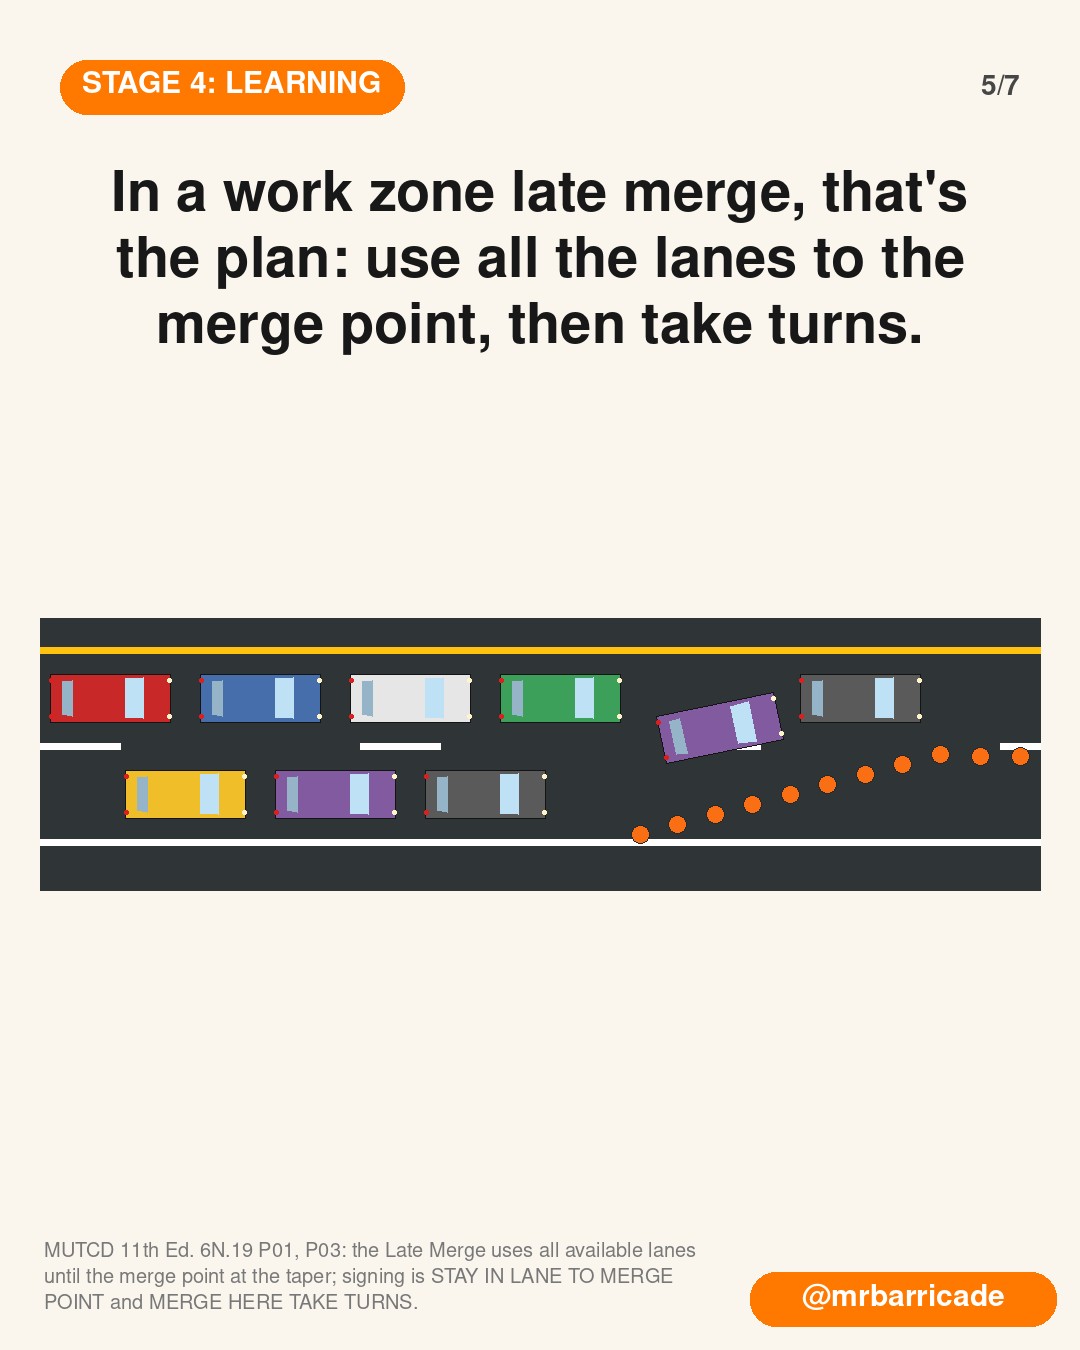 STAGE 4: LEARNING
5/7
In a work zone late merge, that's
the plan: use all the lanes to the
merge point, then take turns.
MUTCD 11th Ed. 6N.19 P01, P03: the Late Merge uses all available lanes
until the merge point at the taper; signing is STAY IN LANE TO MERGE
POINT and MERGE HERE TAKE TURNS.
@mrbarricade